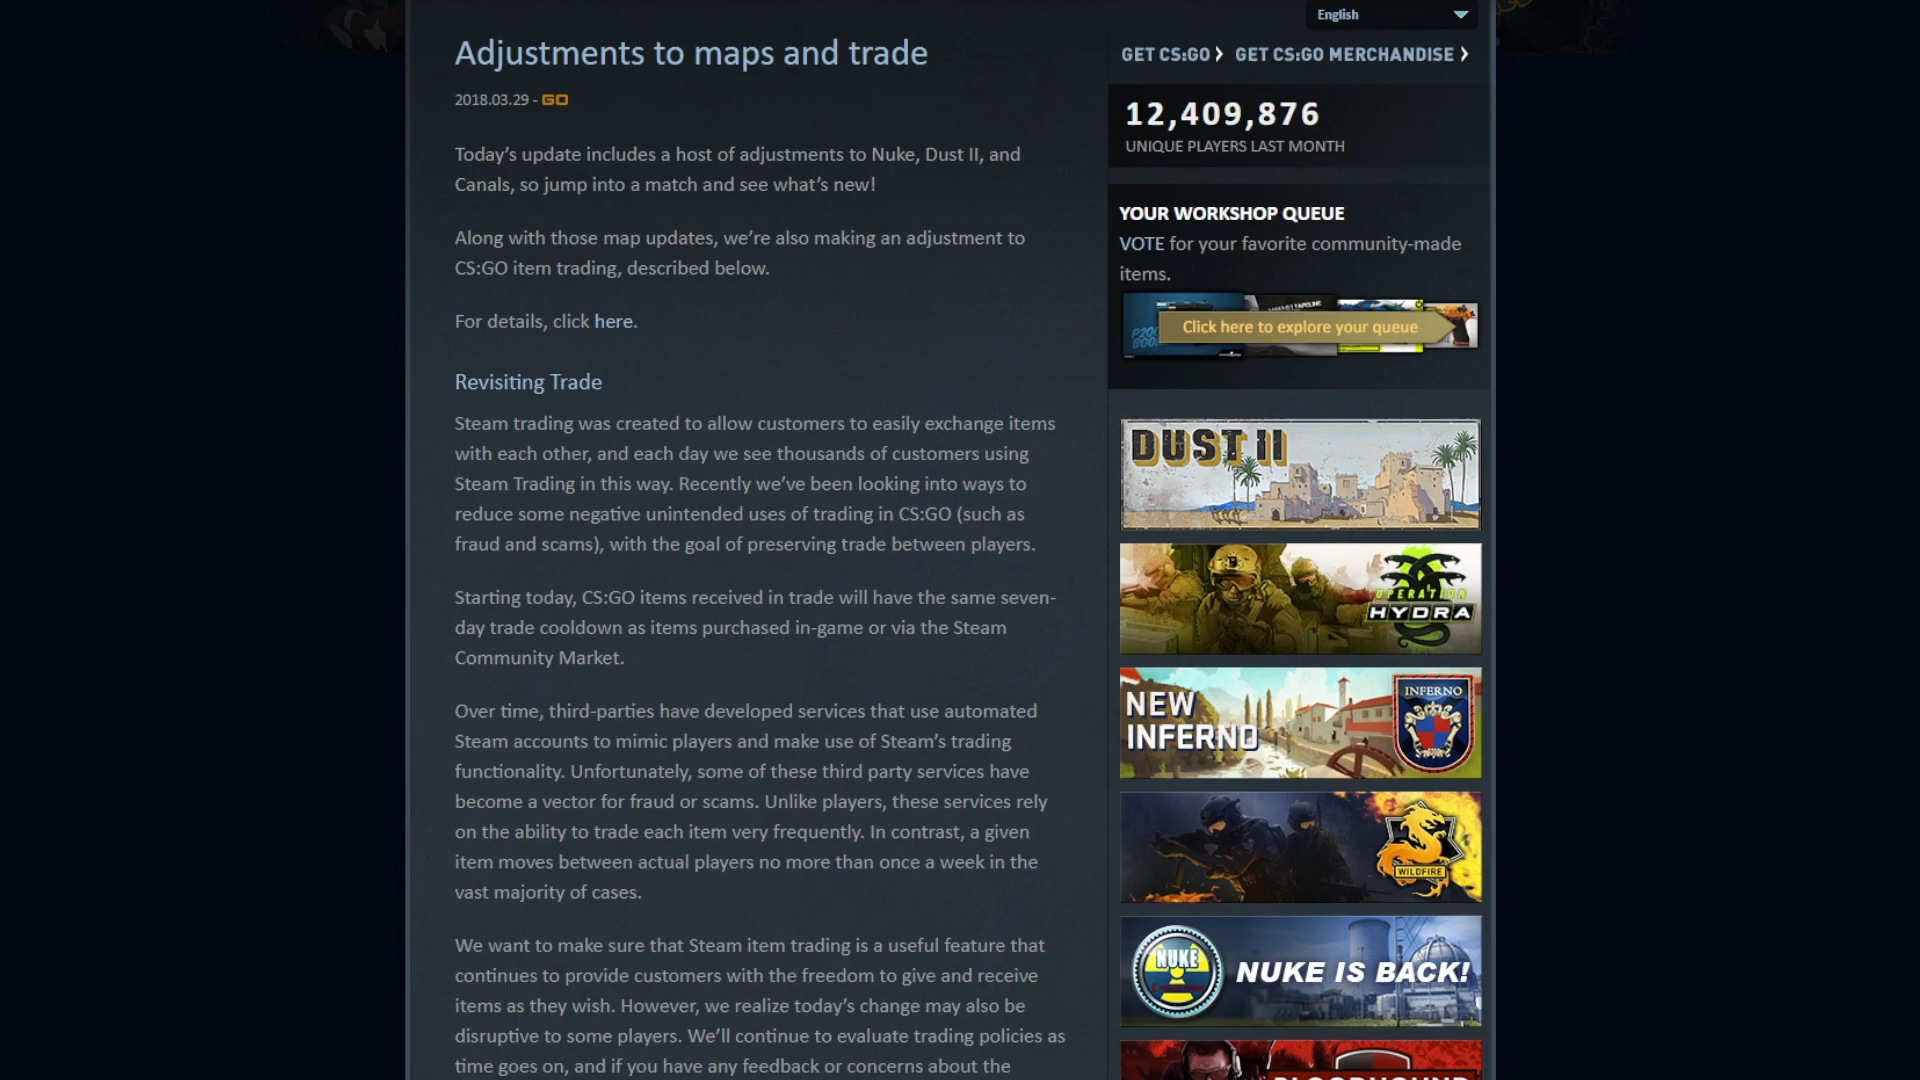 English
Adjustments to maps and trade
GET CS:GO
GET CS:GO MERCHANDISE
2018.03.29 - GO
12,409,876
UNIQUE PLAYERS LAST MONTH
Today’s update includes a host of adjustments to Nuke, Dust II, and
Canals, so jump into a match and see what’s new!
Along with those map updates, we’re also making an adjustment to
CS:GO item trading, described below.
For details, click here.
Revisiting Trade
Steam trading was created to allow customers to easily exchange items
with each other, and each day we see thousands of customers using
Steam Trading in this way. Recently we’ve been looking into ways to
reduce some negative unintended uses of trading in CS:GO (such as
fraud and scams), with the goal of preserving trade between players.
Starting today, CS:GO items received in trade will have the same seven-
day trade cooldown as items purchased in-game or via the Steam
Community Market.
Over time, third-parties have developed services that use automated
Steam accounts to mimic players and make use of Steam’s trading
functionality. Unfortunately, some of these third party services have
become a vector for fraud or scams. Unlike players, these services rely
on the ability to trade each item very frequently. In contrast, a given
item moves between actual players no more than once a week in the
vast majority of cases.
We want to make sure that Steam item trading is a useful feature that
continues to provide customers with the freedom to give and receive
items as they wish. However, we realize today’s change may also be
disruptive to some players. We’ll continue to evaluate trading policies as
time goes on, and if you have any feedback or concerns about the
YOUR WORKSHOP QUEUE
VOTE for your favorite community-made
items.
Click here to explore your queue
DUST II
OPERATION
HYDRA
NEW
INFERNO
INFERNO
WILDFIRE
NUKE
NUKE IS BACK!
BLOODHOUND